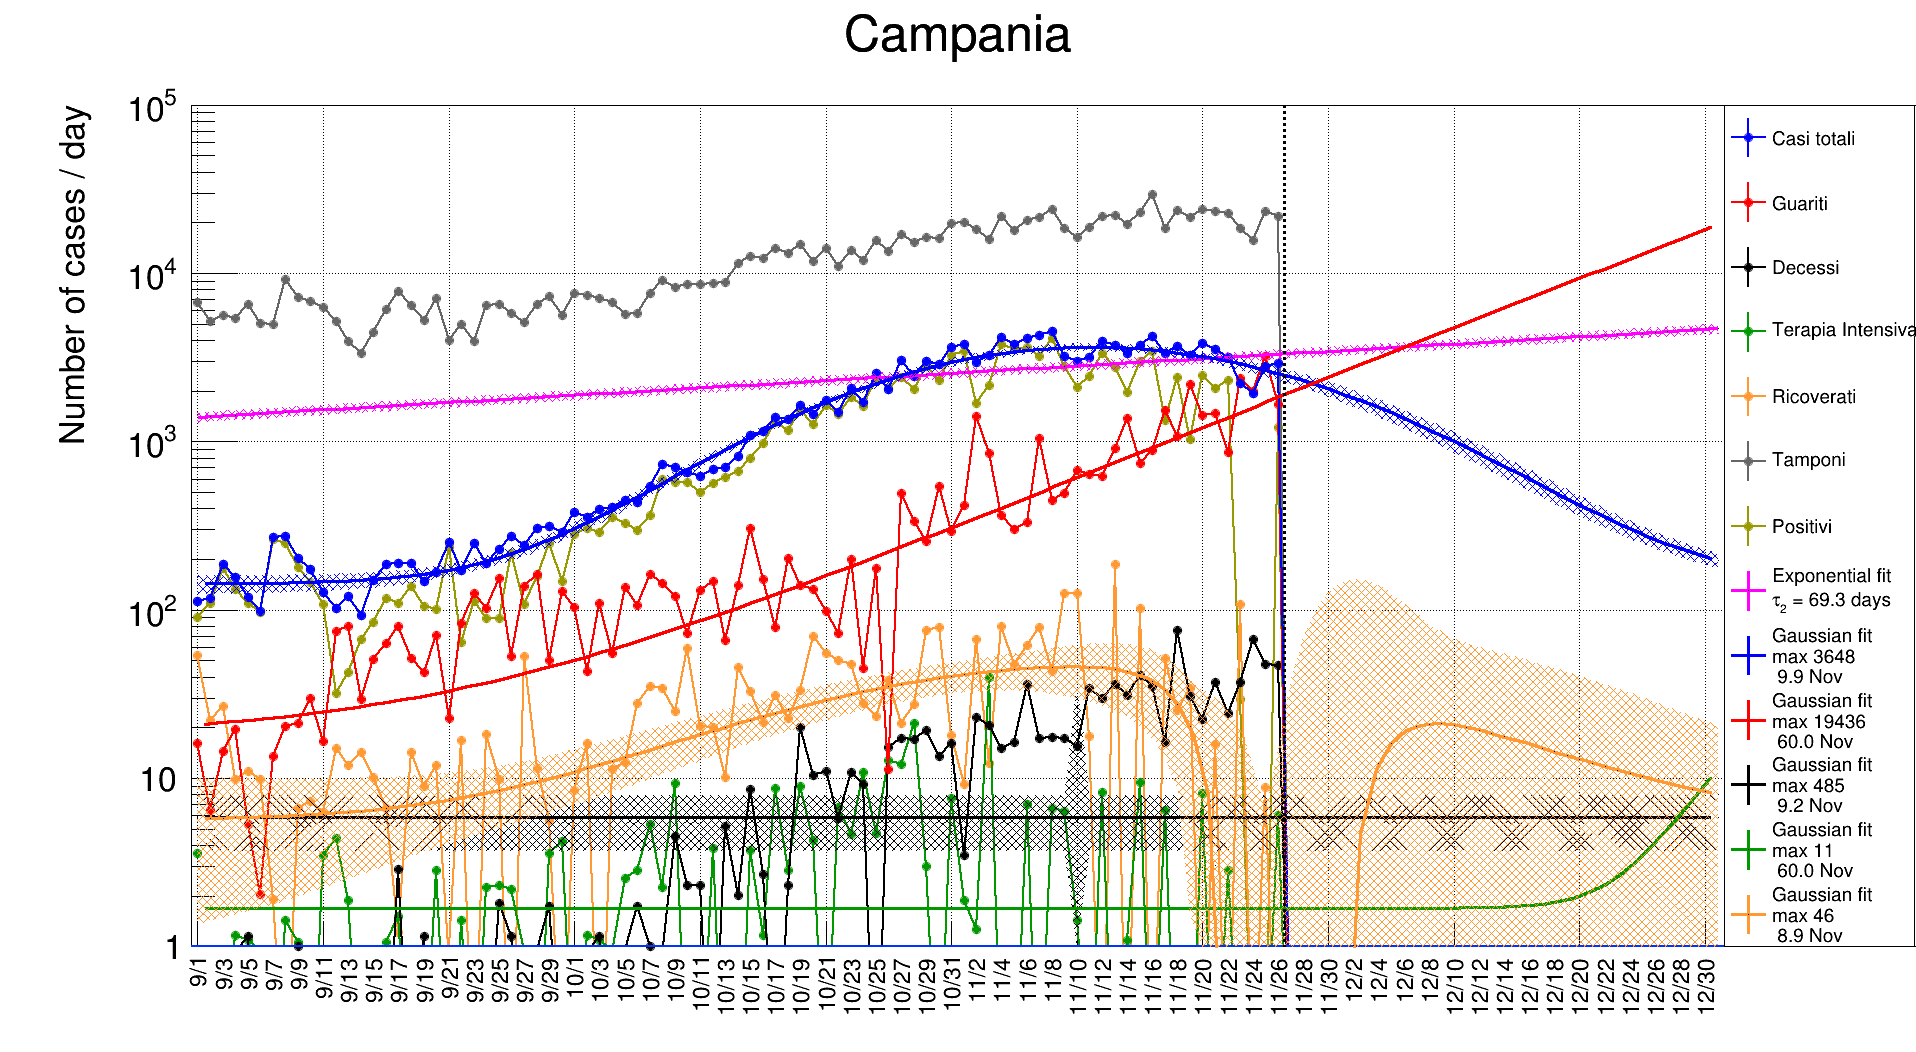 Campania
Number of cases / day
10^5
10^4
10^3
10^2
10
1
9/1 9/3 9/5 9/7 9/9 9/11 9/13 9/15 9/17 9/19 9/21 9/23 9/25 9/27 9/29 10/1 10/3 10/5 10/7 10/9 10/11 10/13 10/15 10/17 10/19 10/21 10/23 10/25 10/27 10/29 10/31 11/2 11/4 11/6 11/8 11/10 11/12 11/14 11/16 11/18 11/20 11/22 11/24 11/26 11/28 11/30 12/2 12/4 12/6 12/8 12/10 12/12 12/14 12/16 12/18 12/20 12/22 12/24 12/26 12/28 12/30
Casi totali
Guariti
Decessi
Terapia Intensiva
Ricoverati
Tamponi
Positivi
Exponential fit
τ2 = 69.3 days
Gaussian fit
max 3648
9.9 Nov
Gaussian fit
max 19436
60.0 Nov
Gaussian fit
max 485
9.2 Nov
Gaussian fit
max 11
60.0 Nov
Gaussian fit
max 46
8.9 Nov